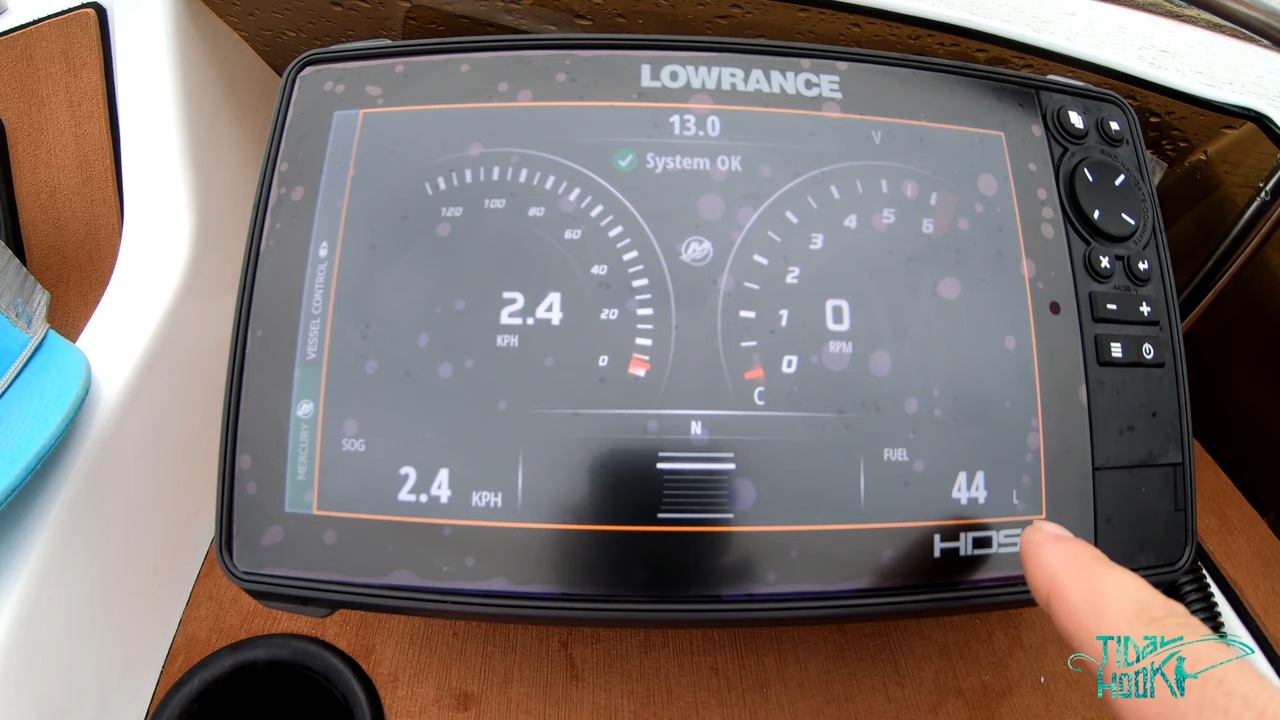 LOWRANCE
13.0
V
System OK
120
100
80
60
40
20
0
2.4
KPH
0
1
2
3
4
5
6
0
RPM
C
VESSEL CONTROL
MERCURY
N
SOG
2.4 KPH
FUEL
44 L
HDS
TIDAL
HOOK